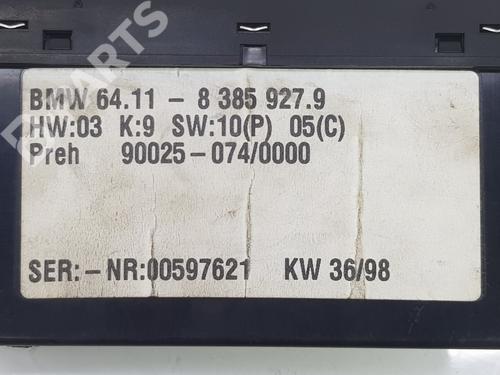 B-PARTS
BMW 64.11 - 8 385 927.9
HW:03 K:9 SW:10(P) 05(C)
Preh 90025-074/0000
SER:-NR:00597621 KW 36/98